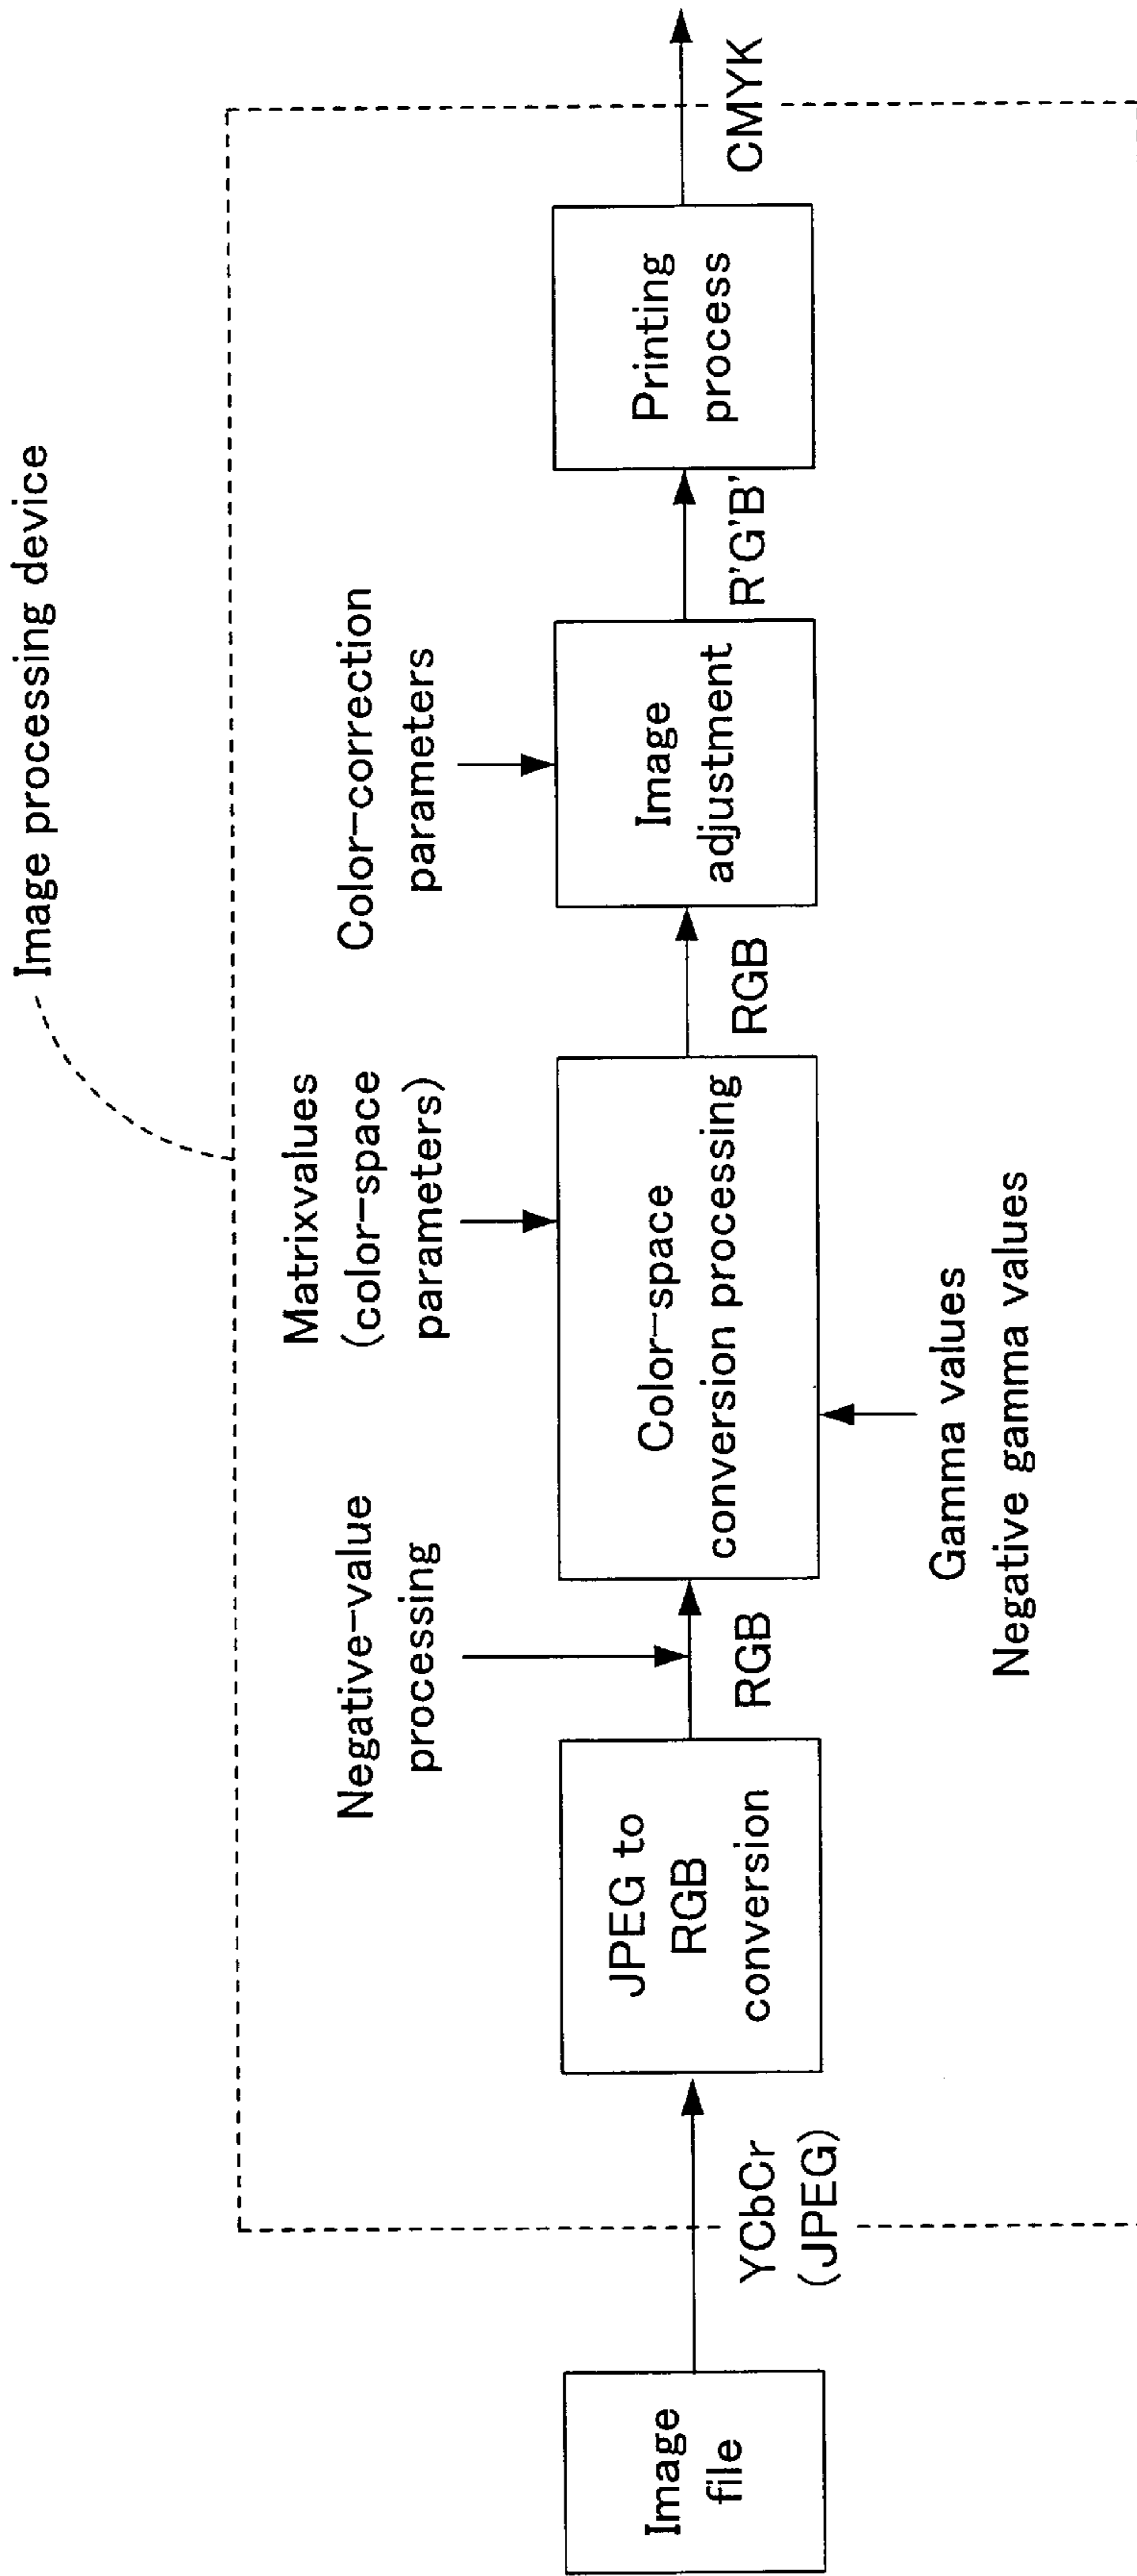 Image processing device
Image
file
YCbCr
(JPEG)
JPEG to
RGB
conversion
Negative-value
processing
RGB
Matrixvalues
(color-space
parameters)
Color-space
conversion processing
Gamma values
Negative gamma values
RGB
Color-correction
parameters
Image
adjustment
R'G'B'
Printing
process
CMYK